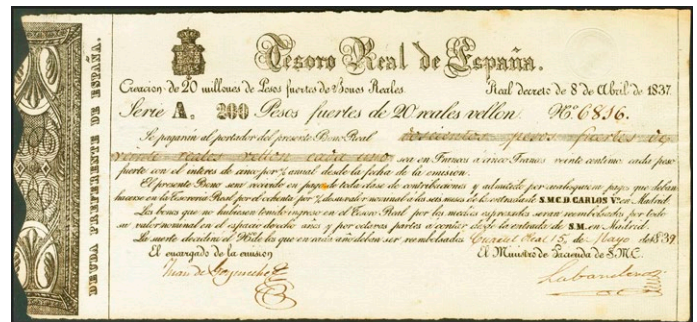 Tesoro Real de España.
Creacion de 20 millones de Pesos fuertes de Bonos Reales. Real decreto de 8 de Abril de 1837.
Serie A. 200 Pesos fuertes de 20 reales vellon. Nº 6816.
Se pagarán al portador del presente Bono Real doscientos pesos fuertes de
veinte reales vellon cada uno, sea en Francos a cinco Francos veinte centimos cada peso
fuerte con el interes de cinco por % anual desde la fecha de la emision.
El presente Bono será recibido en pago de toda clase de contribuciones y admitido por cualesquiera pagos que deban
hacerse en la Tesoreria Real por el ochenta por % de su valor nominal a los seis meses de la entrada de S.M.C.D. CARLOS Vº. en Madrid.
Los bonos que no hubiesen tenido ingreso en el Tesoro Real por los medios espresados seran reembolsados por todo
su valor nominal en el espacio de ocho años y por octavas partes a contar desde la entrada de S.M. en Madrid.
La suerte decidirá el Nº de los que en cada año deban ser reembolsados Cuartel Real 15, de Mayo de 1839.
El encargado de la emision El Ministro de Hacienda de S.M.C.
Juan de Goyeneche
Labandero
DEUDA PREFERENTE DE ESPAÑA.